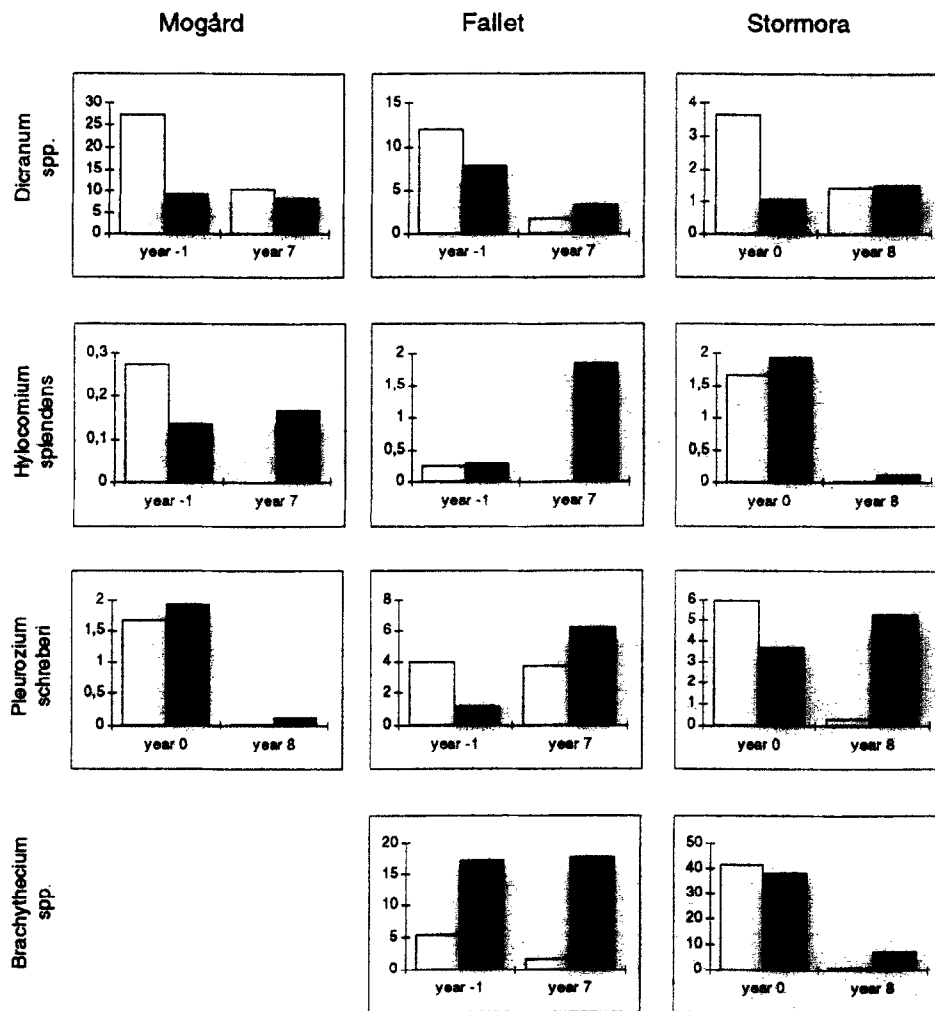 Mogård Fallet Stormora
Dicranum
spp.
30
25
20
15
10
5
0
year -1 year 7
15
10
5
0
year -1 year 7
4
3
2
1
0
year 0 year 8
Hylocomium
splendens
0,3
0,2
0,1
0
year -1 year 7
2
1,5
1
0,5
0
year -1 year 7
2
1,5
1
0,5
0
year 0 year 8
Pleurozium
schreberi
2
1,5
1
0,5
0
year 0 year 8
8
6
4
2
0
year -1 year 7
6
5
4
3
2
1
0
year 0 year 8
Brachythecium
spp.
20
15
10
5
0
year -1 year 7
50
40
30
20
10
0
year 0 year 8